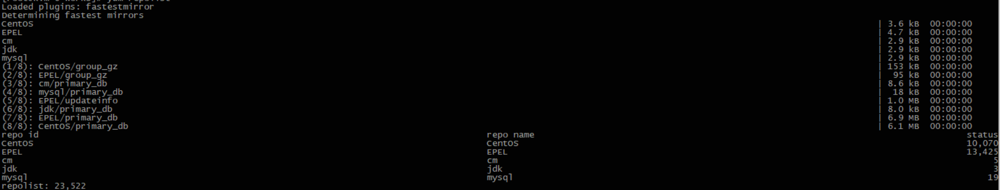 Loaded plugins: fastestmirror
Determining fastest mirrors
CentOS | 3.6 kB 00:00:00
EPEL | 4.7 kB 00:00:00
cm | 2.9 kB 00:00:00
jdk | 2.9 kB 00:00:00
mysql | 2.9 kB 00:00:00
(1/8): CentOS/group_gz | 153 kB 00:00:00
(2/8): EPEL/group_gz | 95 kB 00:00:00
(3/8): cm/primary_db | 8.6 kB 00:00:00
(4/8): mysql/primary_db | 18 kB 00:00:00
(5/8): EPEL/updateinfo | 1.0 MB 00:00:00
(6/8): jdk/primary_db | 8.0 kB 00:00:00
(7/8): EPEL/primary_db | 6.9 MB 00:00:00
(8/8): CentOS/primary_db | 6.1 MB 00:00:00
repo id repo name status
CentOS CentOS 10,070
EPEL EPEL 13,425
cm cm 5
jdk jdk 3
mysql mysql 19
repolist: 23,522